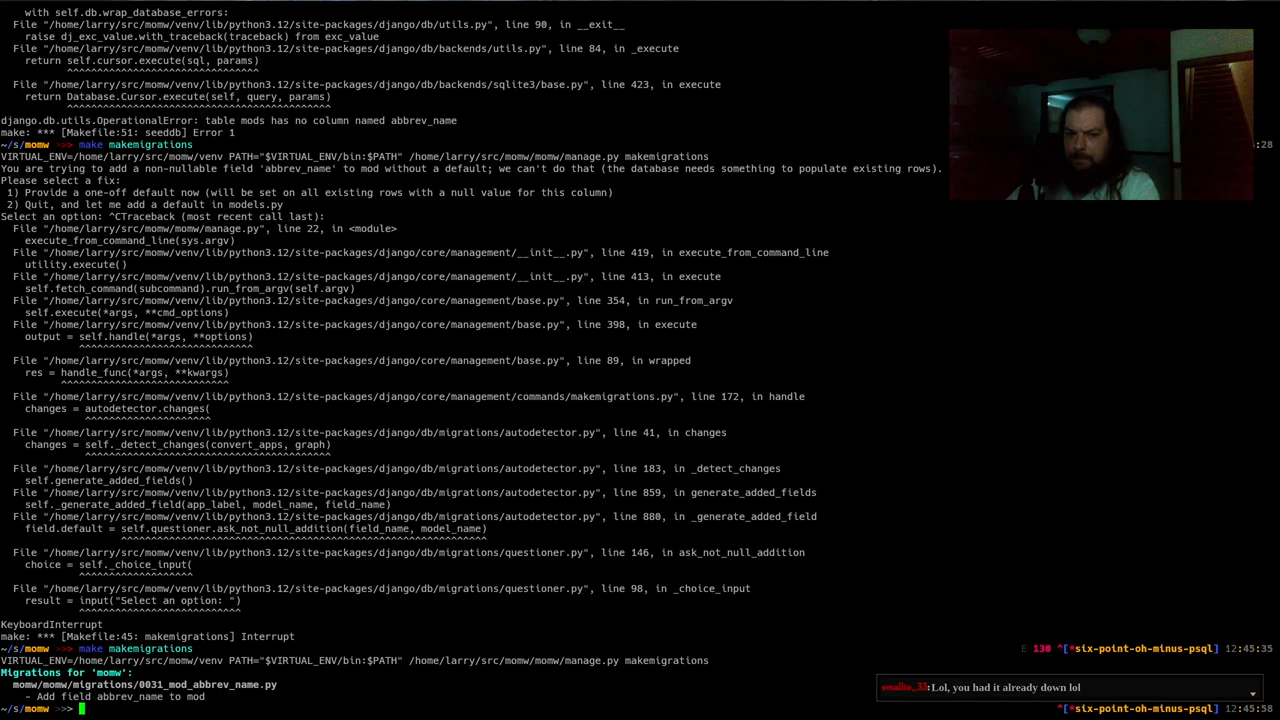 with self.db.wrap_database_errors:
File "/home/larry/src/momw/venv/lib/python3.12/site-packages/django/db/utils.py", line 90, in __exit__
raise dj_exc_value.with_traceback(traceback) from exc_value
File "/home/larry/src/momw/venv/lib/python3.12/site-packages/django/db/backends/utils.py", line 84, in _execute
return self.cursor.execute(sql, params)
^^^^^^^^^^^^^^^^^^^^^^^^^^^^^^^^
File "/home/larry/src/momw/venv/lib/python3.12/site-packages/django/db/backends/sqlite3/base.py", line 423, in execute
return Database.Cursor.execute(self, query, params)
^^^^^^^^^^^^^^^^^^^^^^^^^^^^^^^^^^^^^^^^^^^^
django.db.utils.OperationalError: table mods has no column named abbrev_name
make: *** [Makefile:51: seeddb] Error 1
~/s/momw >>> make makemigrations :28
VIRTUAL_ENV=/home/larry/src/momw/venv PATH="$VIRTUAL_ENV/bin:$PATH" /home/larry/src/momw/momw/manage.py makemigrations
You are trying to add a non-nullable field 'abbrev_name' to mod without a default; we can't do that (the database needs something to populate existing rows).
Please select a fix:
1) Provide a one-off default now (will be set on all existing rows with a null value for this column)
2) Quit, and let me add a default in models.py
Select an option: ^CTraceback (most recent call last):
File "/home/larry/src/momw/momw/manage.py", line 22, in <module>
execute_from_command_line(sys.argv)
File "/home/larry/src/momw/venv/lib/python3.12/site-packages/django/core/management/__init__.py", line 419, in execute_from_command_line
utility.execute()
File "/home/larry/src/momw/venv/lib/python3.12/site-packages/django/core/management/__init__.py", line 413, in execute
self.fetch_command(subcommand).run_from_argv(self.argv)
File "/home/larry/src/momw/venv/lib/python3.12/site-packages/django/core/management/base.py", line 354, in run_from_argv
self.execute(*args, **cmd_options)
File "/home/larry/src/momw/venv/lib/python3.12/site-packages/django/core/management/base.py", line 398, in execute
output = self.handle(*args, **options)
^^^^^^^^^^^^^^^^^^^^^^^^^^^^^
File "/home/larry/src/momw/venv/lib/python3.12/site-packages/django/core/management/base.py", line 89, in wrapped
res = handle_func(*args, **kwargs)
^^^^^^^^^^^^^^^^^^^^^^^^^^^^
File "/home/larry/src/momw/venv/lib/python3.12/site-packages/django/core/management/commands/makemigrations.py", line 172, in handle
changes = autodetector.changes(
^^^^^^^^^^^^^^^^^^^^^
File "/home/larry/src/momw/venv/lib/python3.12/site-packages/django/db/migrations/autodetector.py", line 41, in changes
changes = self._detect_changes(convert_apps, graph)
^^^^^^^^^^^^^^^^^^^^^^^^^^^^^^^^^^^^^^^^^
File "/home/larry/src/momw/venv/lib/python3.12/site-packages/django/db/migrations/autodetector.py", line 183, in _detect_changes
self.generate_added_fields()
File "/home/larry/src/momw/venv/lib/python3.12/site-packages/django/db/migrations/autodetector.py", line 859, in generate_added_fields
self._generate_added_field(app_label, model_name, field_name)
File "/home/larry/src/momw/venv/lib/python3.12/site-packages/django/db/migrations/autodetector.py", line 880, in _generate_added_field
field.default = self.questioner.ask_not_null_addition(field_name, model_name)
^^^^^^^^^^^^^^^^^^^^^^^^^^^^^^^^^^^^^^^^^^^^^^^^^^^^^^^^^^^^^
File "/home/larry/src/momw/venv/lib/python3.12/site-packages/django/db/migrations/questioner.py", line 146, in ask_not_null_addition
choice = self._choice_input(
^^^^^^^^^^^^^^^^^^^
File "/home/larry/src/momw/venv/lib/python3.12/site-packages/django/db/migrations/questioner.py", line 98, in _choice_input
result = input("Select an option: ")
^^^^^^^^^^^^^^^^^^^^^^^^^^^
KeyboardInterrupt
make: *** [Makefile:45: makemigrations] Interrupt
~/s/momw >>> make makemigrations E 130 ^[*six-point-oh-minus-psql] 12:45:35
VIRTUAL_ENV=/home/larry/src/momw/venv PATH="$VIRTUAL_ENV/bin:$PATH" /home/larry/src/momw/momw/manage.py makemigrations
Migrations for 'momw':
momw/momw/migrations/0031_mod_abbrev_name.py
- Add field abbrev_name to mod
:Lol, you had it already down lol
~/s/momw >>> ^[*six-point-oh-minus-psql] 12:45:58